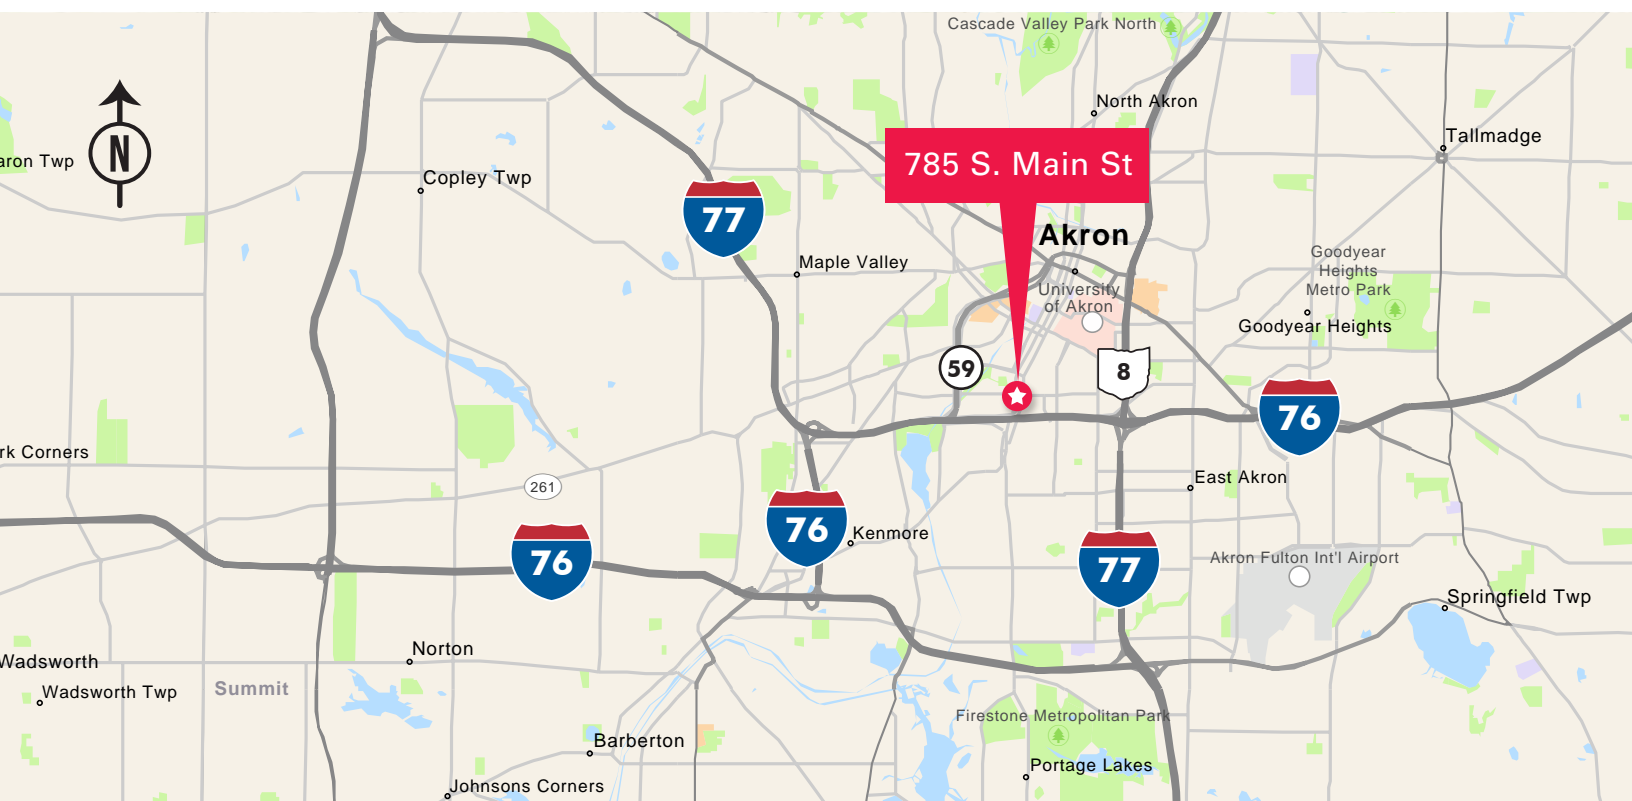 Cascade Valley Park North
North Akron
Tallmadge
N
aron Twp
785 S. Main St
Copley Twp
77
Akron
Maple Valley
Goodyear
Heights
Metro Park
University
of Akron
Goodyear Heights
59
8
76
rk Corners
261
East Akron
76
76
Kenmore
77
Akron Fulton Int'l Airport
Springfield Twp
Norton
Wadsworth
Summit
Wadsworth Twp
Firestone Metropolitan Park
Barberton
Portage Lakes
Johnsons Corners